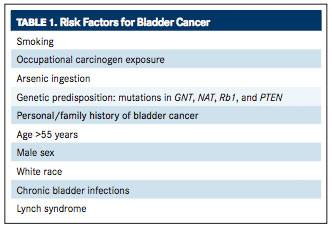 TABLE 1. Risk Factors for Bladder Cancer
Smoking
Occupational carcinogen exposure
Arsenic ingestion
Genetic predisposition: mutations in GNT, NAT, Rb1, and PTEN
Personal/family history of bladder cancer
Age >55 years
Male sex
White race
Chronic bladder infections
Lynch syndrome